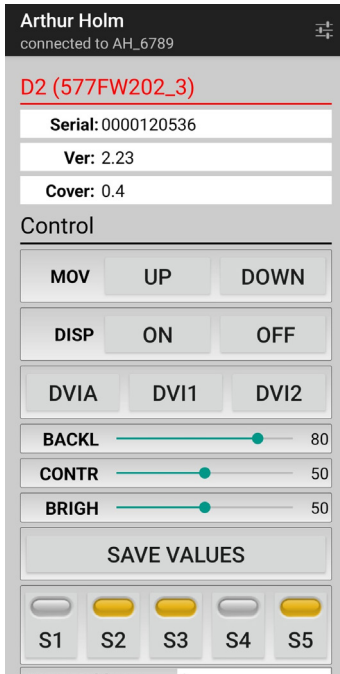 Arthur Holm
connected to AH_6789
D2 (577FW202_3)
Serial: 0000120536
Ver: 2.23
Cover: 0.4
Control
MOV UP DOWN
DISP ON OFF
DVIA DVI1 DVI2
BACKL 80
CONTR 50
BRIGH 50
SAVE VALUES
S1 S2 S3 S4 S5